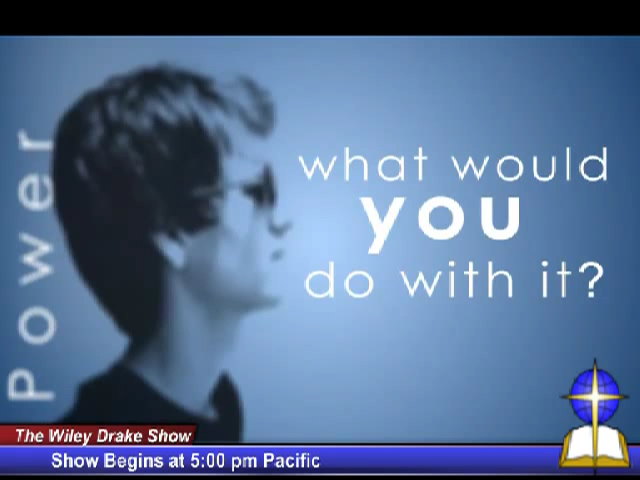 Power
what would
you
do with it?
The Wiley Drake Show
Show Begins at 5:00 pm Pacific